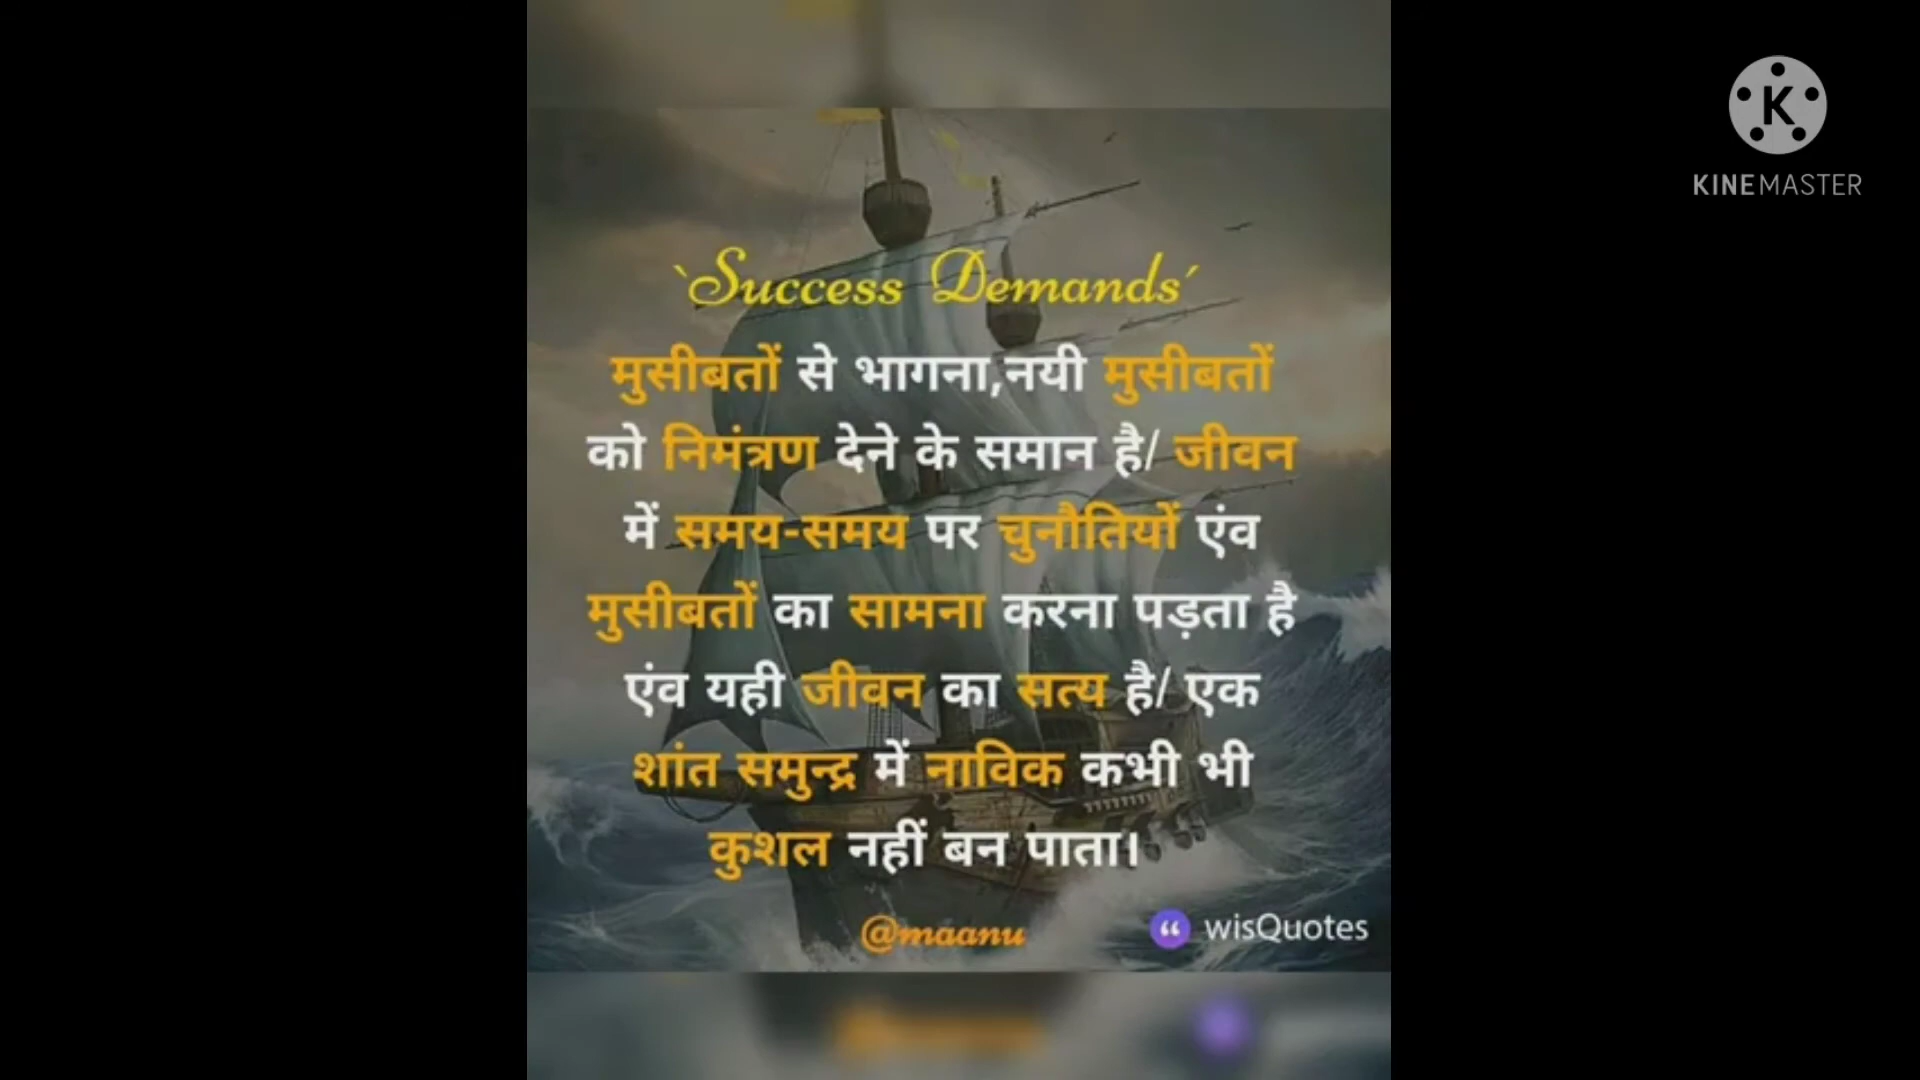 K
KINEMASTER
`Success Demands´
मुसीबतों से भागना,नयी मुसीबतों
को निमंत्रण देने के समान है/ जीवन
में समय-समय पर चुनौतियों एंव
मुसीबतों का सामना करना पड़ता है
एंव यही जीवन का सत्य है/ एक
शांत समुन्द्र में नाविक कभी भी
कुशल नहीं बन पाता।
@maanu
“ wisQuotes